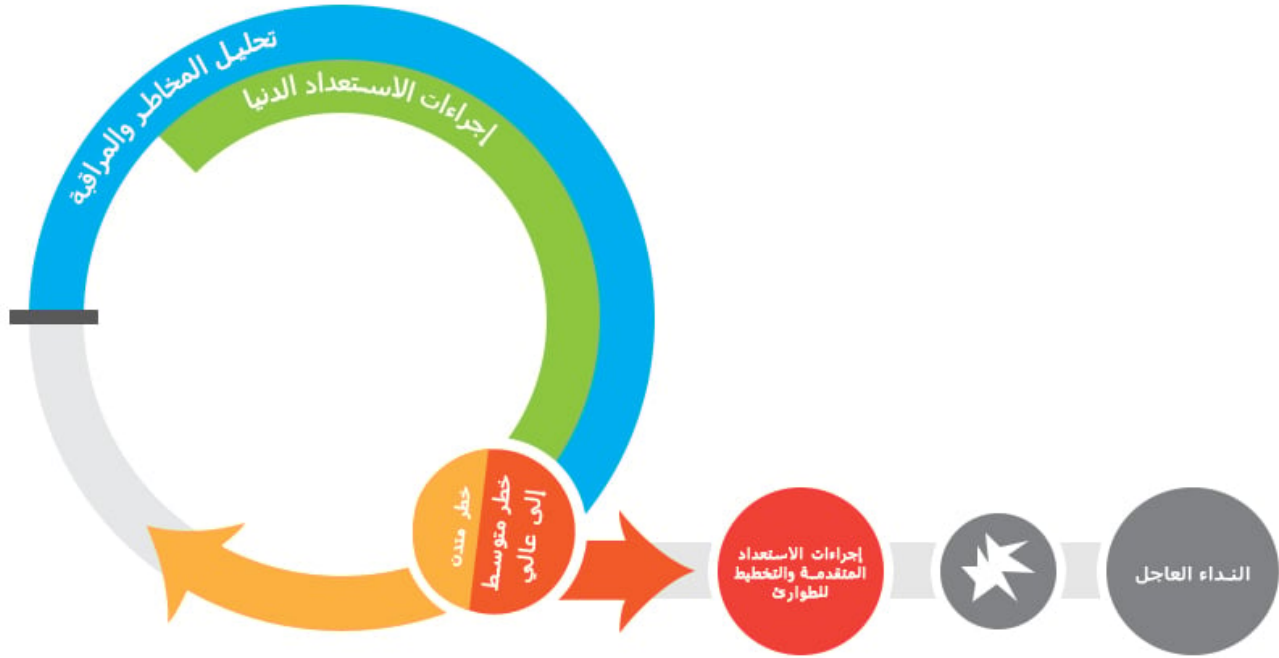 تحليل المخاطر والمراقبة
إجراءات الاستعداد الدنيا
خطر متدن
خطر متوسط
إلى عالي
إجراءات الاستعداد
المتقدمة والتخطيط
للطوارئ
النداء العاجل